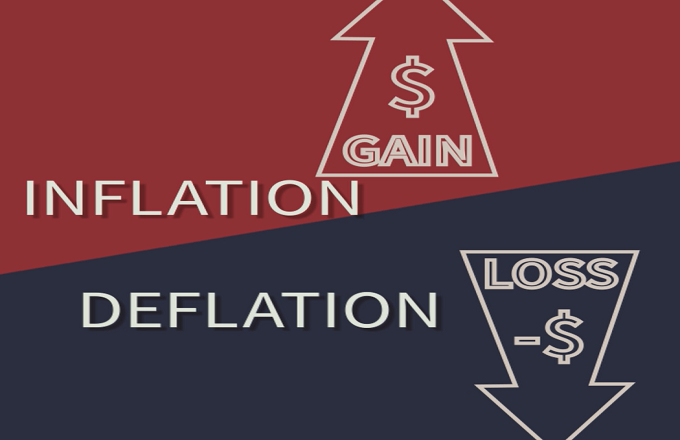 $
GAIN
INFLATION
LOSS
DEFLATION
-$